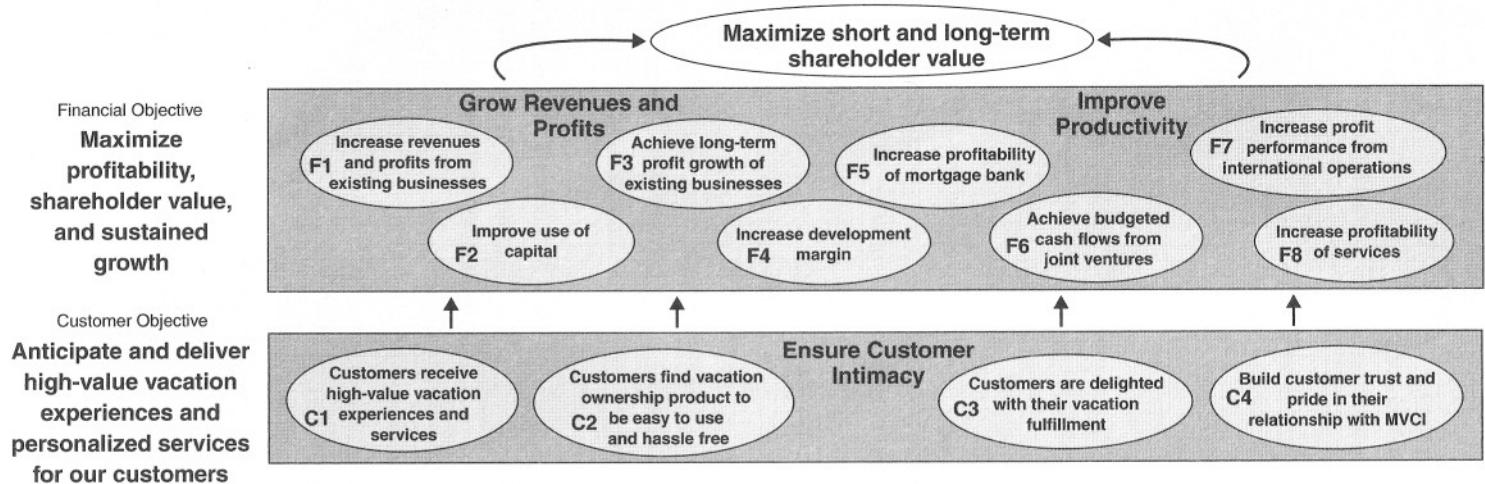 Maximize short and long-term
shareholder value
Financial Objective
Maximize
profitability,
shareholder value,
and sustained
growth
Grow Revenues and
Profits
Improve
Productivity
F1
Increase revenues
and profits from
existing businesses
F2
Improve use of
capital
F3
Achieve long-term
profit growth of
existing businesses
F4
Increase development
margin
F5
Increase profitability
of mortgage bank
F6
Achieve budgeted
cash flows from
joint ventures
F7
Increase profit
performance from
international operations
F8
Increase profitability
of services
Customer Objective
Anticipate and deliver
high-value vacation
experiences and
personalized services
for our customers
Ensure Customer
Intimacy
C1
Customers receive
high-value vacation
experiences and
services
C2
Customers find vacation
ownership product to
be easy to use
and hassle free
C3
Customers are delighted
with their vacation
fulfillment
C4
Build customer trust and
pride in their
relationship with MVCI